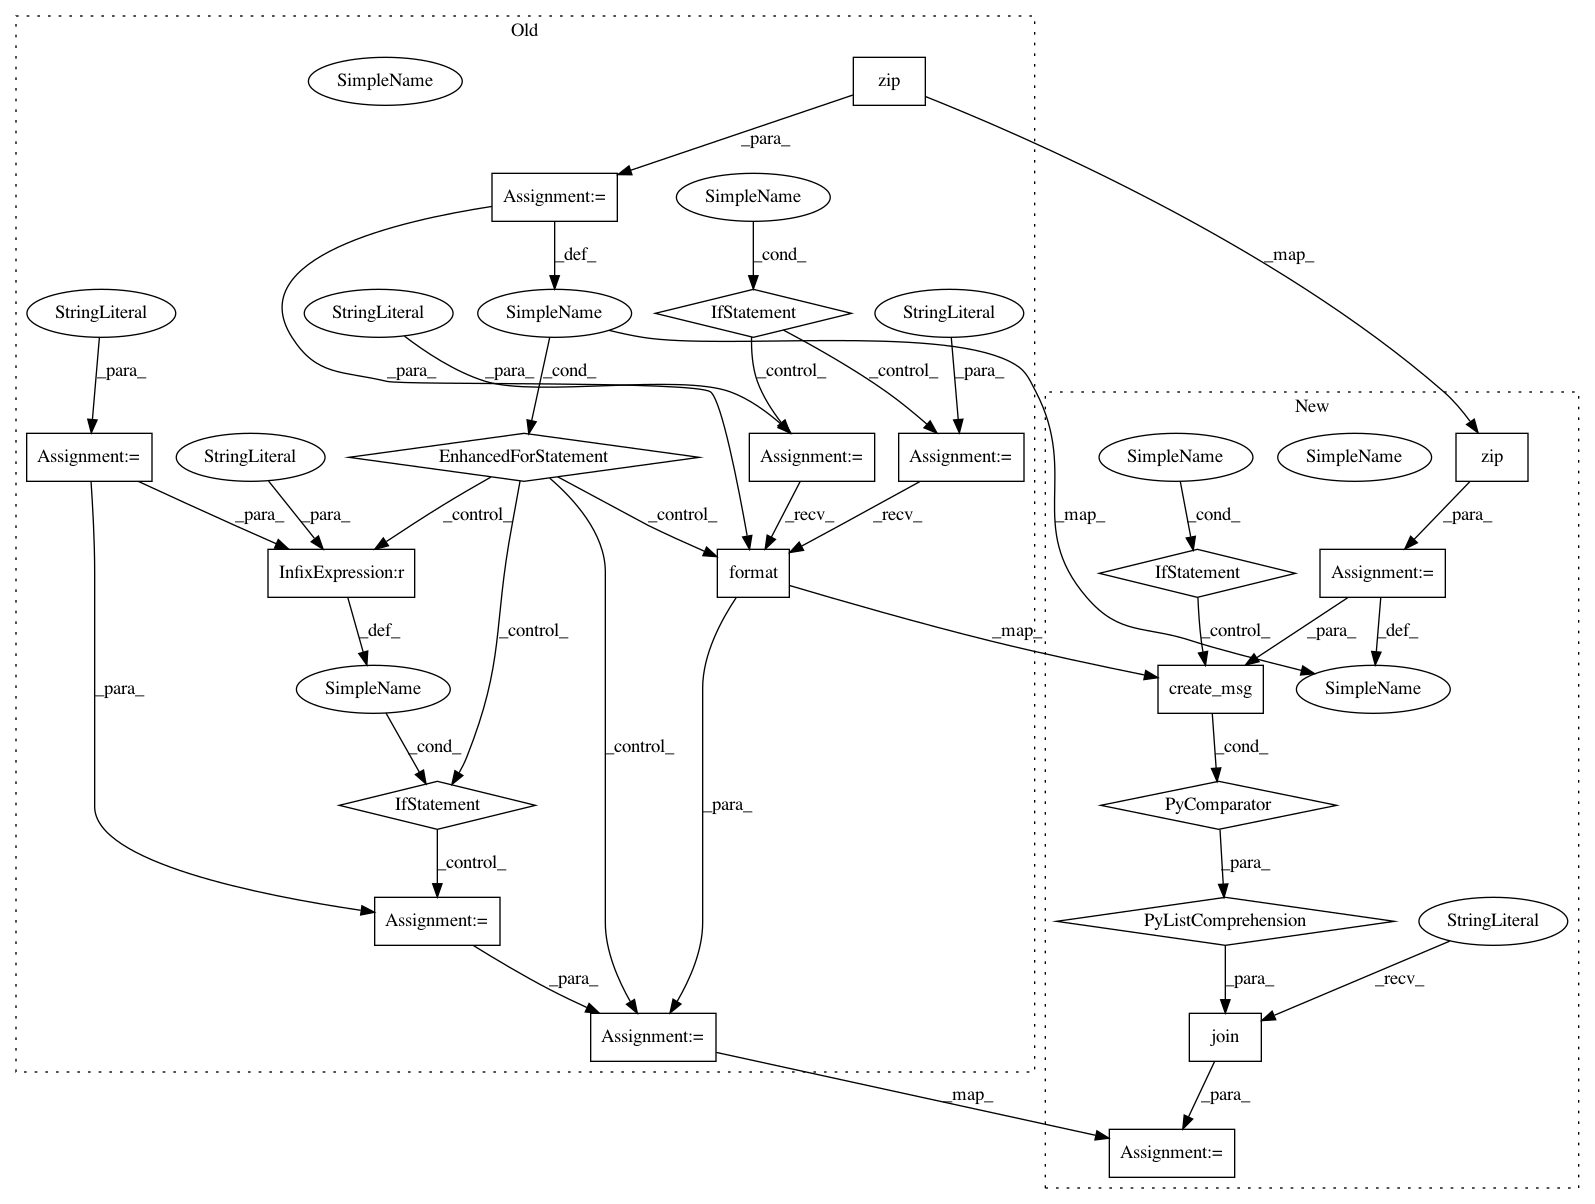 Old
SimpleName
zip
_para_
Assignment:=
SimpleName
_def_
_cond_
_map_
StringLiteral
StringLiteral
SimpleName
IfStatement
StringLiteral
_para_
_para_
_para_
_cond_
_control_
_control_
_para_
New
Assignment:=
StringLiteral
EnhancedForStatement
Assignment:=
Assignment:=
SimpleName
SimpleName
zip
_para_
_para_
_control_
_control_
_recv_
_recv_
_map_
_cond_
_para_
InfixExpression:r
format
IfStatement
Assignment:=
_def_
_control_
_map_
_control_
_para_
_def_
_para_
SimpleName
create_msg
SimpleName
_cond_
_control_
_cond_
IfStatement
_para_
PyComparator
_control_
_para_
Assignment:=
PyListComprehension
StringLiteral
_para_
_para_
_recv_
Assignment:=
join
_map_
_para_
Assignment:=